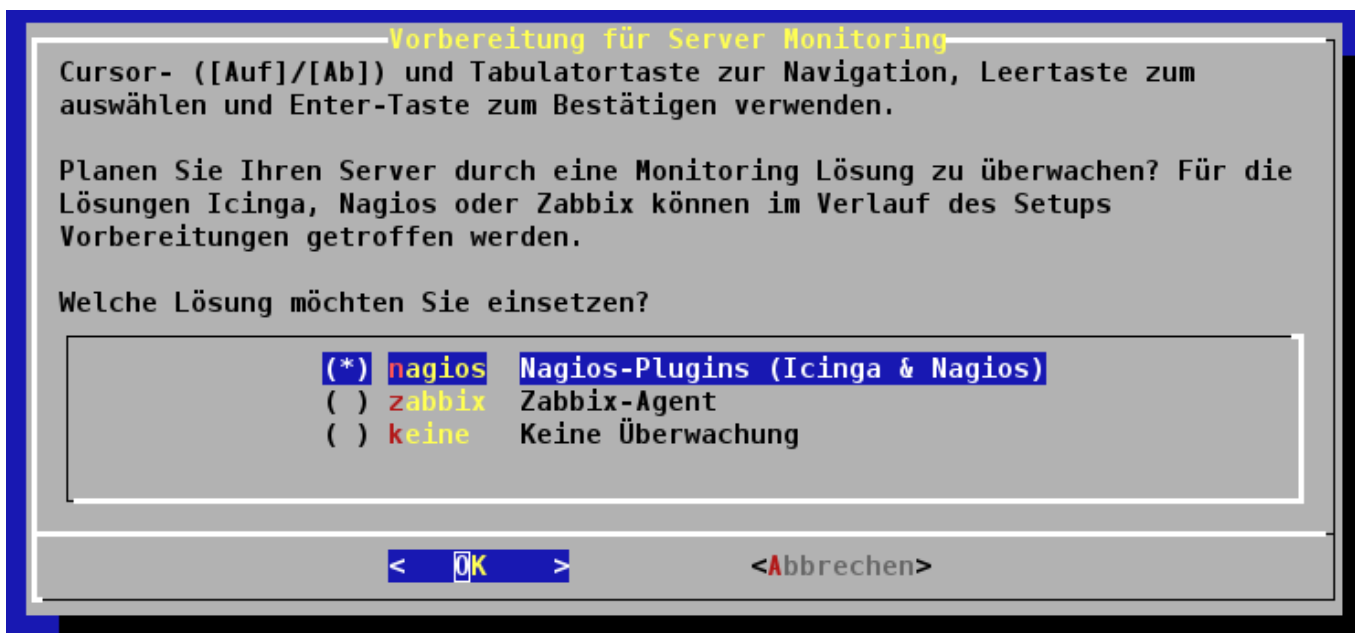 Vorbereitung für Server Monitoring
Cursor- ([Auf]/[Ab]) und Tabulatortaste zur Navigation, Leertaste zum
auswählen und Enter-Taste zum Bestätigen verwenden.
Planen Sie Ihren Server durch eine Monitoring Lösung zu überwachen? Für die
Lösungen Icinga, Nagios oder Zabbix können im Verlauf des Setups
Vorbereitungen getroffen werden.
Welche Lösung möchten Sie einsetzen?
(*) nagios Nagios-Plugins (Icinga & Nagios)
( ) zabbix Zabbix-Agent
( ) keine Keine Überwachung
< OK > <Abbrechen>